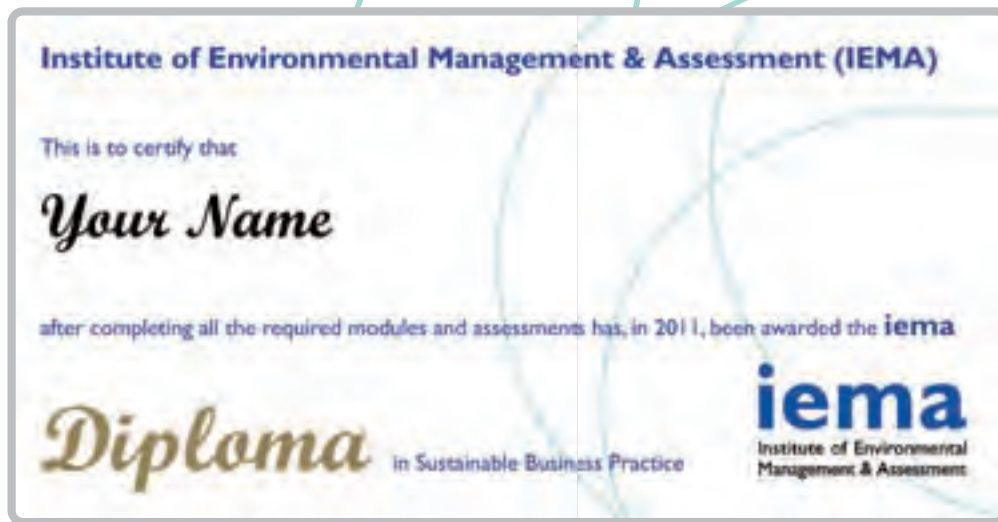 Institute of Environmental Management & Assessment (IEMA)
This is to certify that
Your Name
after completing all the required modules and assessments has, in 2011, been awarded the iema
Diploma in Sustainable Business Practice
iema
Institute of Environmental
Management & Assessment